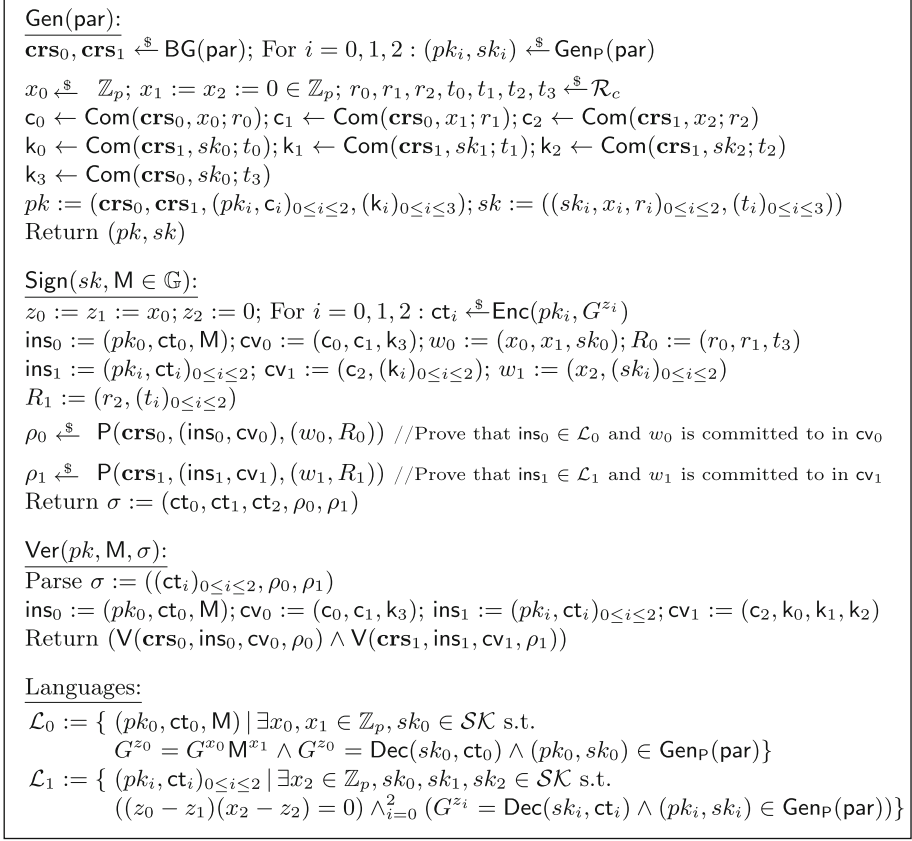 Gen(par):
crs₀, crs₁ ←$ BG(par); For i = 0, 1, 2 : (pkᵢ, skᵢ) ←$ Gen_P(par)
x₀ ←$ ℤₚ; x₁ := x₂ := 0 ∈ ℤₚ; r₀, r₁, r₂, t₀, t₁, t₂, t₃ ←$ 𝓡_c
c₀ ← Com(crs₀, x₀; r₀); c₁ ← Com(crs₀, x₁; r₁); c₂ ← Com(crs₁, x₂; r₂)
k₀ ← Com(crs₁, sk₀; t₀); k₁ ← Com(crs₁, sk₁; t₁); k₂ ← Com(crs₁, sk₂; t₂)
k₃ ← Com(crs₀, sk₀; t₃)
pk := (crs₀, crs₁, (pkᵢ, cᵢ)_{0≤i≤2}, (kᵢ)_{0≤i≤3}); sk := ((skᵢ, xᵢ, rᵢ)_{0≤i≤2}, (tᵢ)_{0≤i≤3}))
Return (pk, sk)
Sign(sk, M ∈ 𝔾):
z₀ := z₁ := x₀; z₂ := 0; For i = 0, 1, 2 : ctᵢ ←$ Enc(pkᵢ, G^{zᵢ})
ins₀ := (pk₀, ct₀, M); cv₀ := (c₀, c₁, k₃); w₀ := (x₀, x₁, sk₀); R₀ := (r₀, r₁, t₃)
ins₁ := (pkᵢ, ctᵢ)_{0≤i≤2}; cv₁ := (c₂, (kᵢ)_{0≤i≤2}); w₁ := (x₂, (skᵢ)_{0≤i≤2})
R₁ := (r₂, (tᵢ)_{0≤i≤2})
ρ₀ ←$ P(crs₀, (ins₀, cv₀), (w₀, R₀)) //Prove that ins₀ ∈ 𝓛₀ and w₀ is committed to in cv₀
ρ₁ ←$ P(crs₁, (ins₁, cv₁), (w₁, R₁)) //Prove that ins₁ ∈ 𝓛₁ and w₁ is committed to in cv₁
Return σ := (ct₀, ct₁, ct₂, ρ₀, ρ₁)
Ver(pk, M, σ):
Parse σ := ((ctᵢ)_{0≤i≤2}, ρ₀, ρ₁)
ins₀ := (pk₀, ct₀, M); cv₀ := (c₀, c₁, k₃); ins₁ := (pkᵢ, ctᵢ)_{0≤i≤2}; cv₁ := (c₂, k₀, k₁, k₂)
Return (V(crs₀, ins₀, cv₀, ρ₀) ∧ V(crs₁, ins₁, cv₁, ρ₁))
Languages:
𝓛₀ := { (pk₀, ct₀, M) | ∃x₀, x₁ ∈ ℤₚ, sk₀ ∈ 𝒮𝒦 s.t.
G^{z₀} = G^{x₀}M^{x₁} ∧ G^{z₀} = Dec(sk₀, ct₀) ∧ (pk₀, sk₀) ∈ Gen_P(par)}
𝓛₁ := { (pkᵢ, ctᵢ)_{0≤i≤2} | ∃x₂ ∈ ℤₚ, sk₀, sk₁, sk₂ ∈ 𝒮𝒦 s.t.
((z₀ − z₁)(x₂ − z₂) = 0) ∧²_{i=0} (G^{zᵢ} = Dec(skᵢ, ctᵢ) ∧ (pkᵢ, skᵢ) ∈ Gen_P(par))}